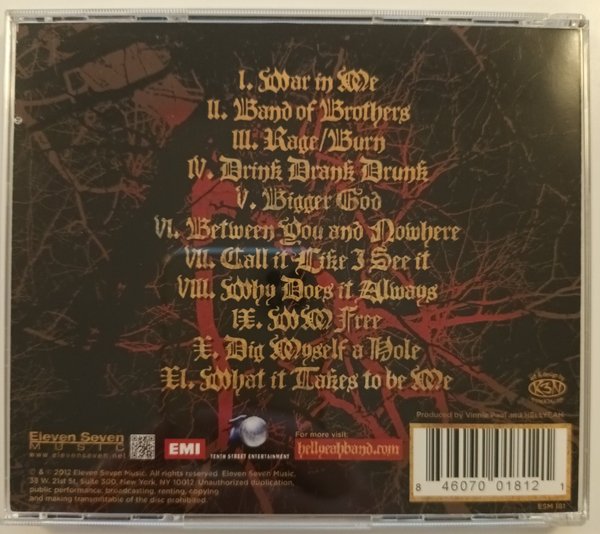 I. War in Me
II. Band of Brothers
III. Rage/Burn
IV. Drink Drank Drunk
V. Bigger God
VI. Between You and Nowhere
VII. Call it Like I See it
VIII. Why Does it Always
IX. WM Free
X. Dig Myself a Hole
XI. What it Takes to be Me
Produced by Vinnie Paul and HELLYEAH
Eleven Seven
MUSIC
www.elevenseven.net
EMI
TENTH STREET ENTERTAINMENT
For more visit:
hellyeahband.com
© & ℗ 2012 Eleven Seven Music. All rights reserved. Eleven Seven Music,
38 W. 21st St, Suite 300, New York, NY 10012. Unauthorized duplication,
public performance, broadcasting, renting, copying
and making transmittable of the disc prohibited.
8 46070 01812 1
ESM 181